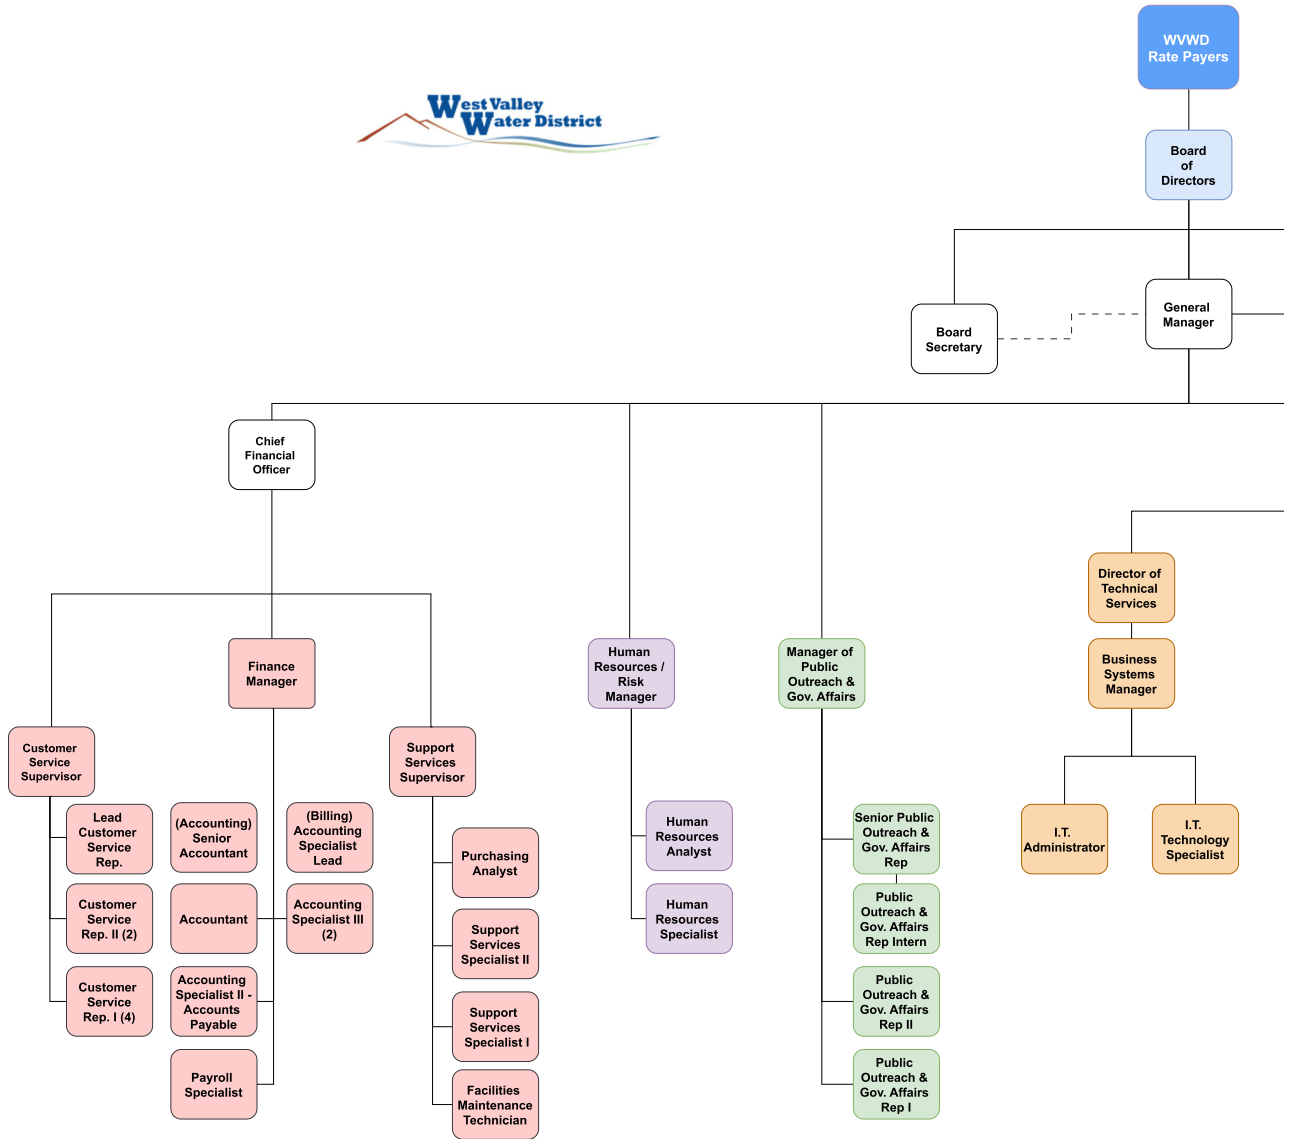 WVWD
Rate Payers
West Valley
Water District
Board
of
Directors
General
Manager
Board
Secretary
Chief
Financial
Officer
Director of
Technical
Services
Finance
Manager
Human
Resources /
Risk
Manager
Manager of
Public
Outreach &
Gov. Affairs
Business
Systems
Manager
Customer
Service
Supervisor
Support
Services
Supervisor
Lead
Customer
Service
Rep.
Customer
Service
Rep. II (2)
Customer
Service
Rep. I (4)
(Accounting)
Senior
Accountant
Accountant
Accounting
Specialist II -
Accounts
Payable
Payroll
Specialist
(Billing)
Accounting
Specialist
Lead
Accounting
Specialist III
(2)
Purchasing
Analyst
Support
Services
Specialist II
Support
Services
Specialist I
Facilities
Maintenance
Technician
Human
Resources
Analyst
Human
Resources
Specialist
Senior Public
Outreach &
Gov. Affairs
Rep
Public
Outreach &
Gov. Affairs
Rep Intern
Public
Outreach &
Gov. Affairs
Rep II
Public
Outreach &
Gov. Affairs
Rep I
I.T.
Administrator
I.T.
Technology
Specialist